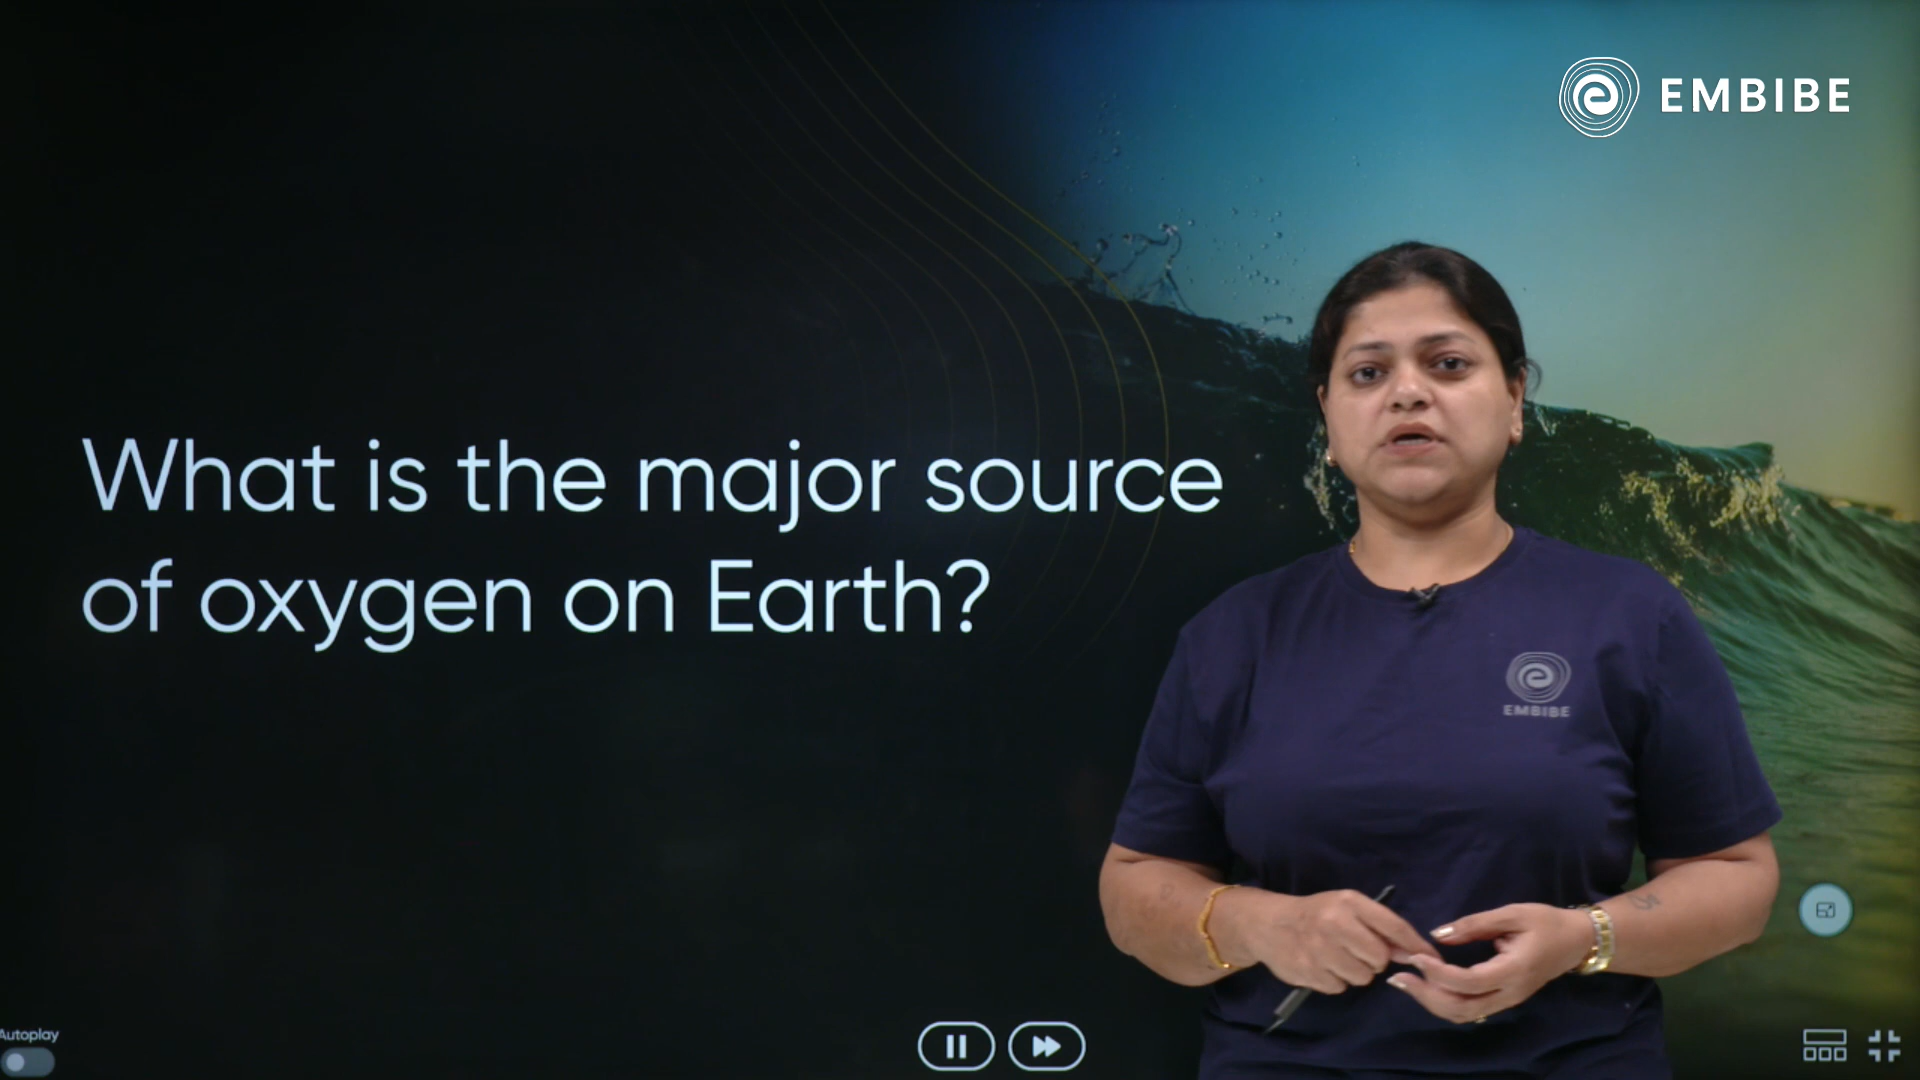 EMBIBE
What is the major source
of oxygen on Earth?
EMBIBE
Autoplay